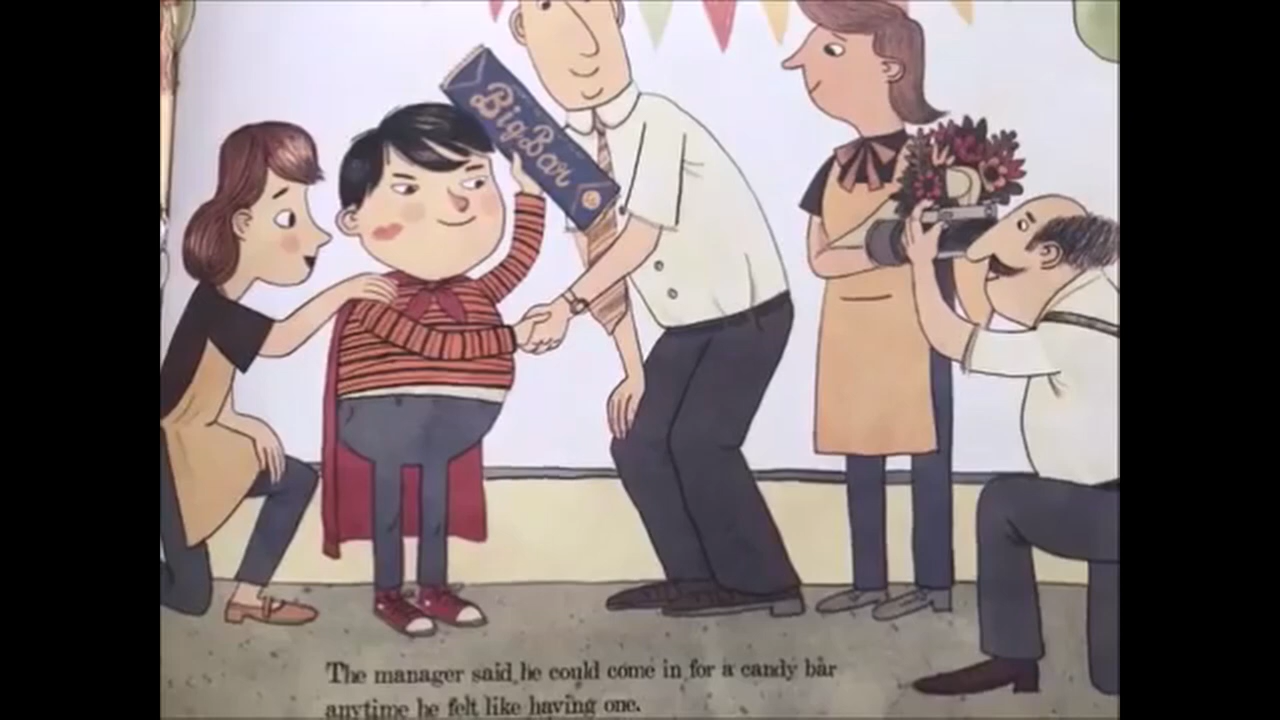 BigBar
The manager said he could come in for a candy bar
anytime he felt like having one.